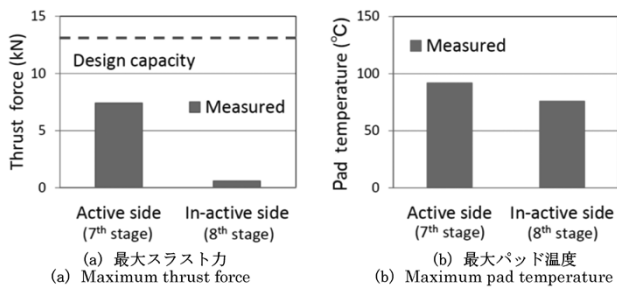 Thrust force (kN)
15
10
5
0
Design capacity
Measured
Active side
(7th stage)
In-active side
(8th stage)
(a) 最大スラスト力
(a) Maximum thrust force
Pad temperature (℃)
150
100
50
0
Measured
Active side
(7th stage)
In-active side
(8th stage)
(b) 最大パッド温度
(b) Maximum pad temperature